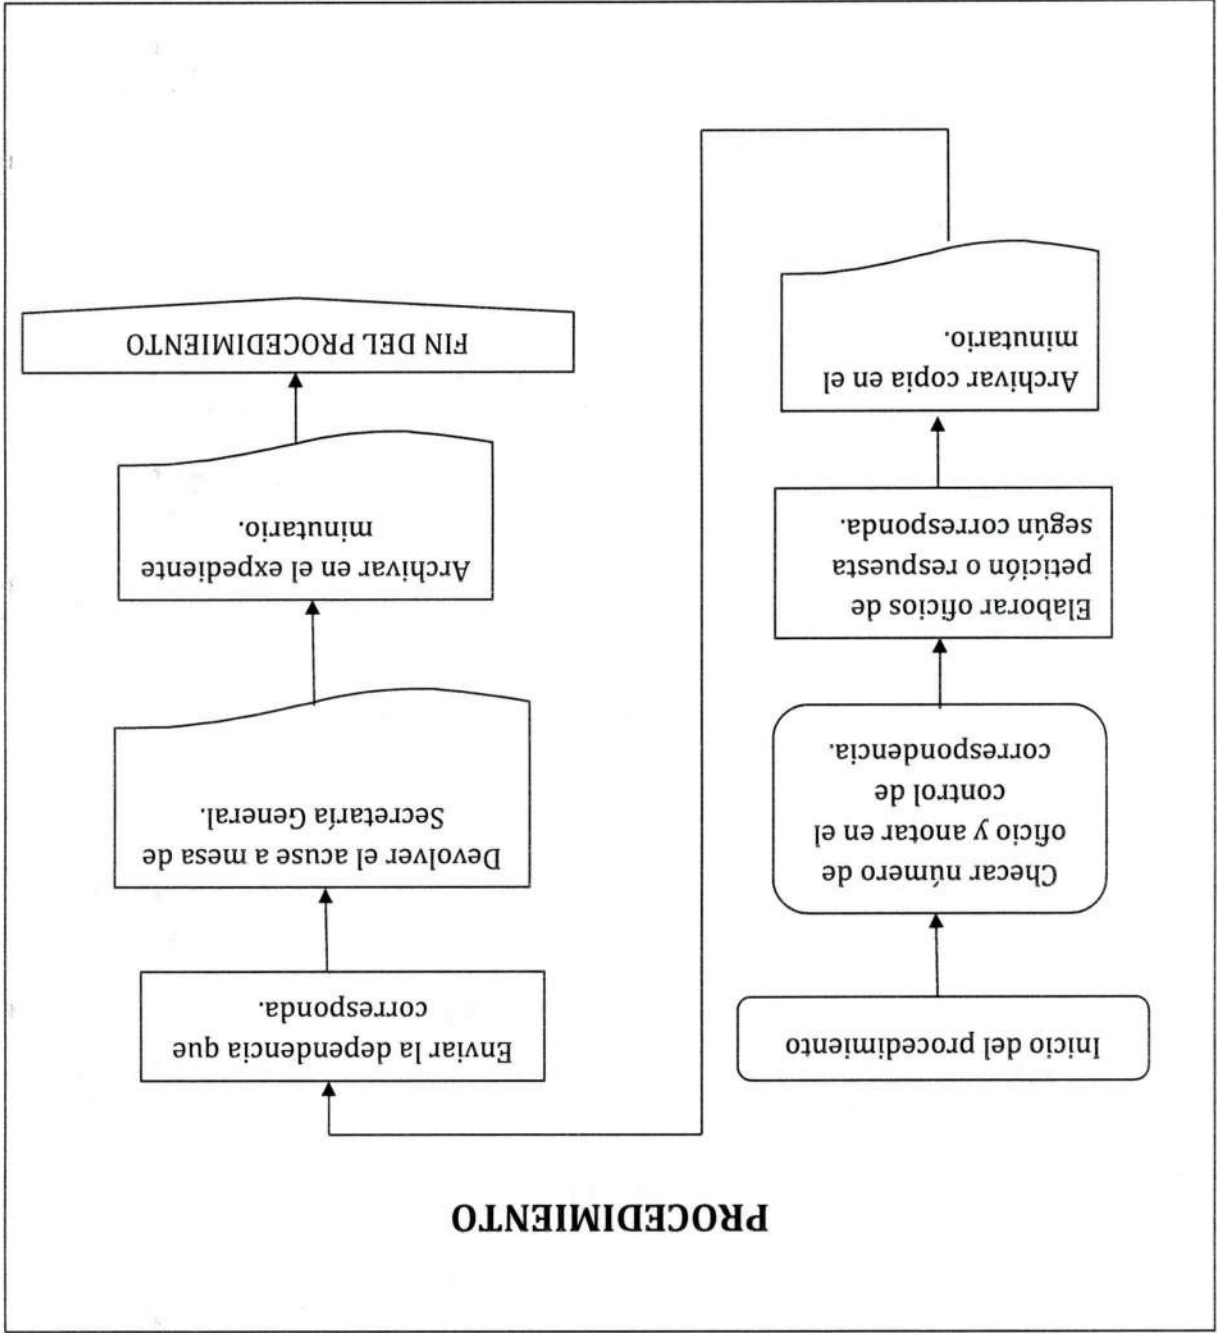 PROCEDIMIENTO
Inicio del procedimiento
Checar número de
oficio y anotar en el
control de
correspondencia.
Elaborar oficios de
petición o respuesta
según corresponda.
Archivar copia en el
minutario.
Enviar la dependencia que
corresponda.
Devolver el acuse a mesa de
Secretaría General.
Archivar en el expediente
minutario.
FIN DEL PROCEDIMIENTO